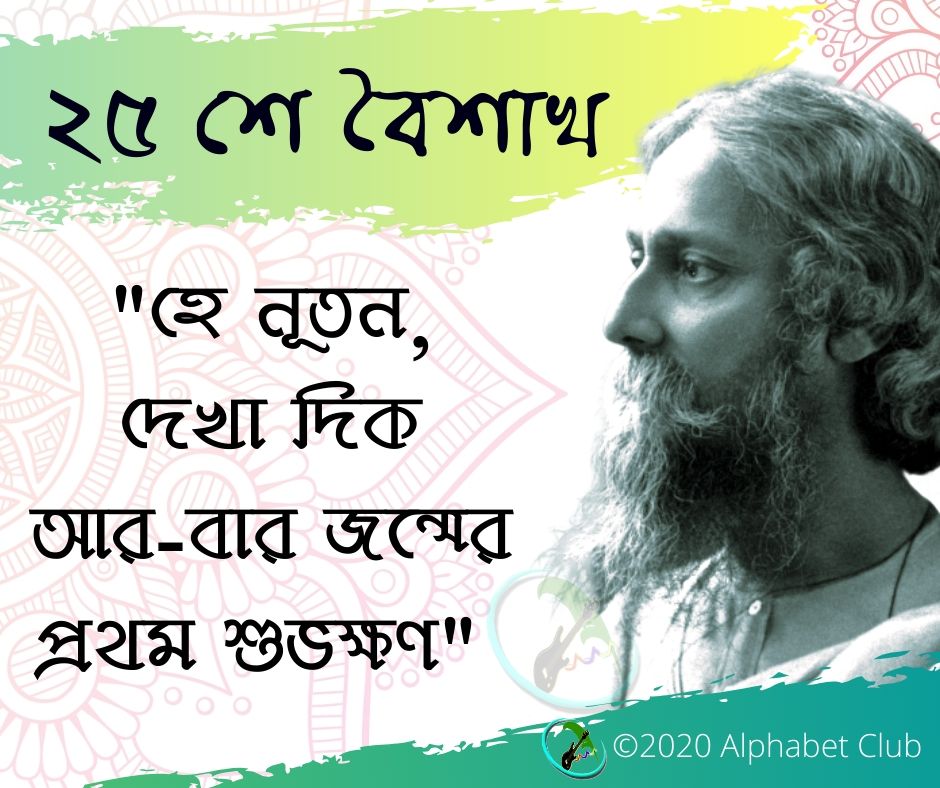 ২৫ শে বৈশাখ
"হে নূতন,
দেখা দিক
আর-বার জন্মের
প্রথম শুভক্ষণ"
©2020 Alphabet Club